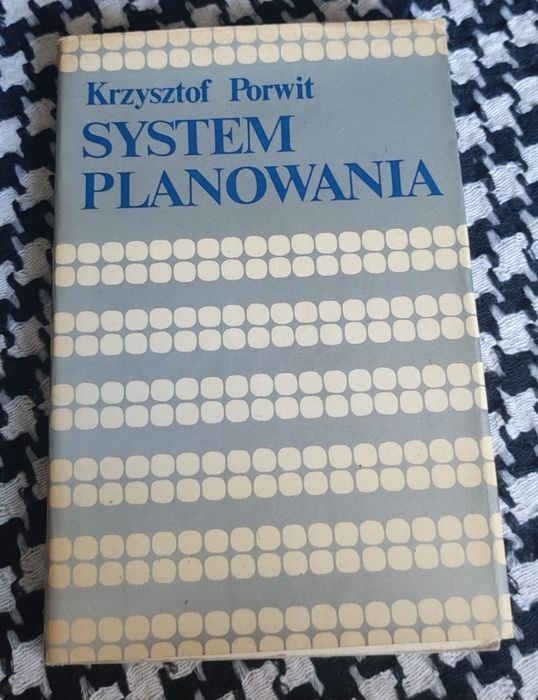 Krzysztof Porwit
SYSTEM
PLANOWANIA